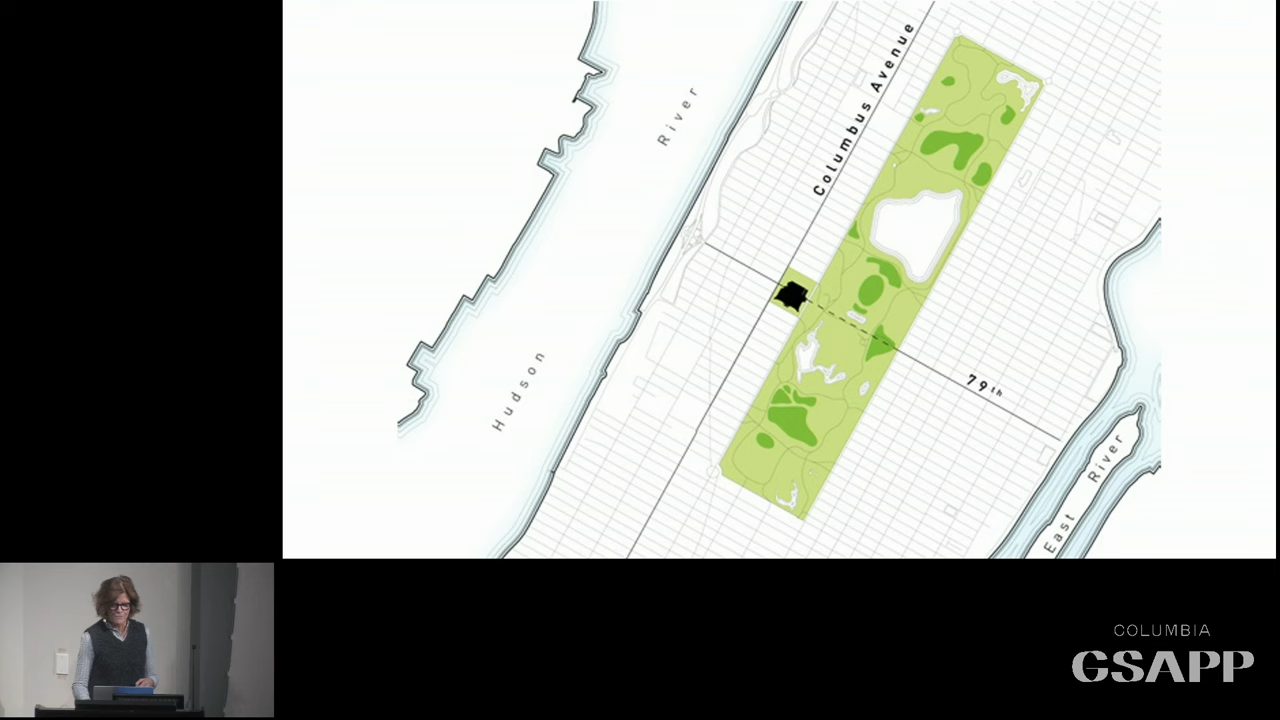 Columbus Avenue
River
Hudson
79th
River
East
COLUMBIA
GSAPP